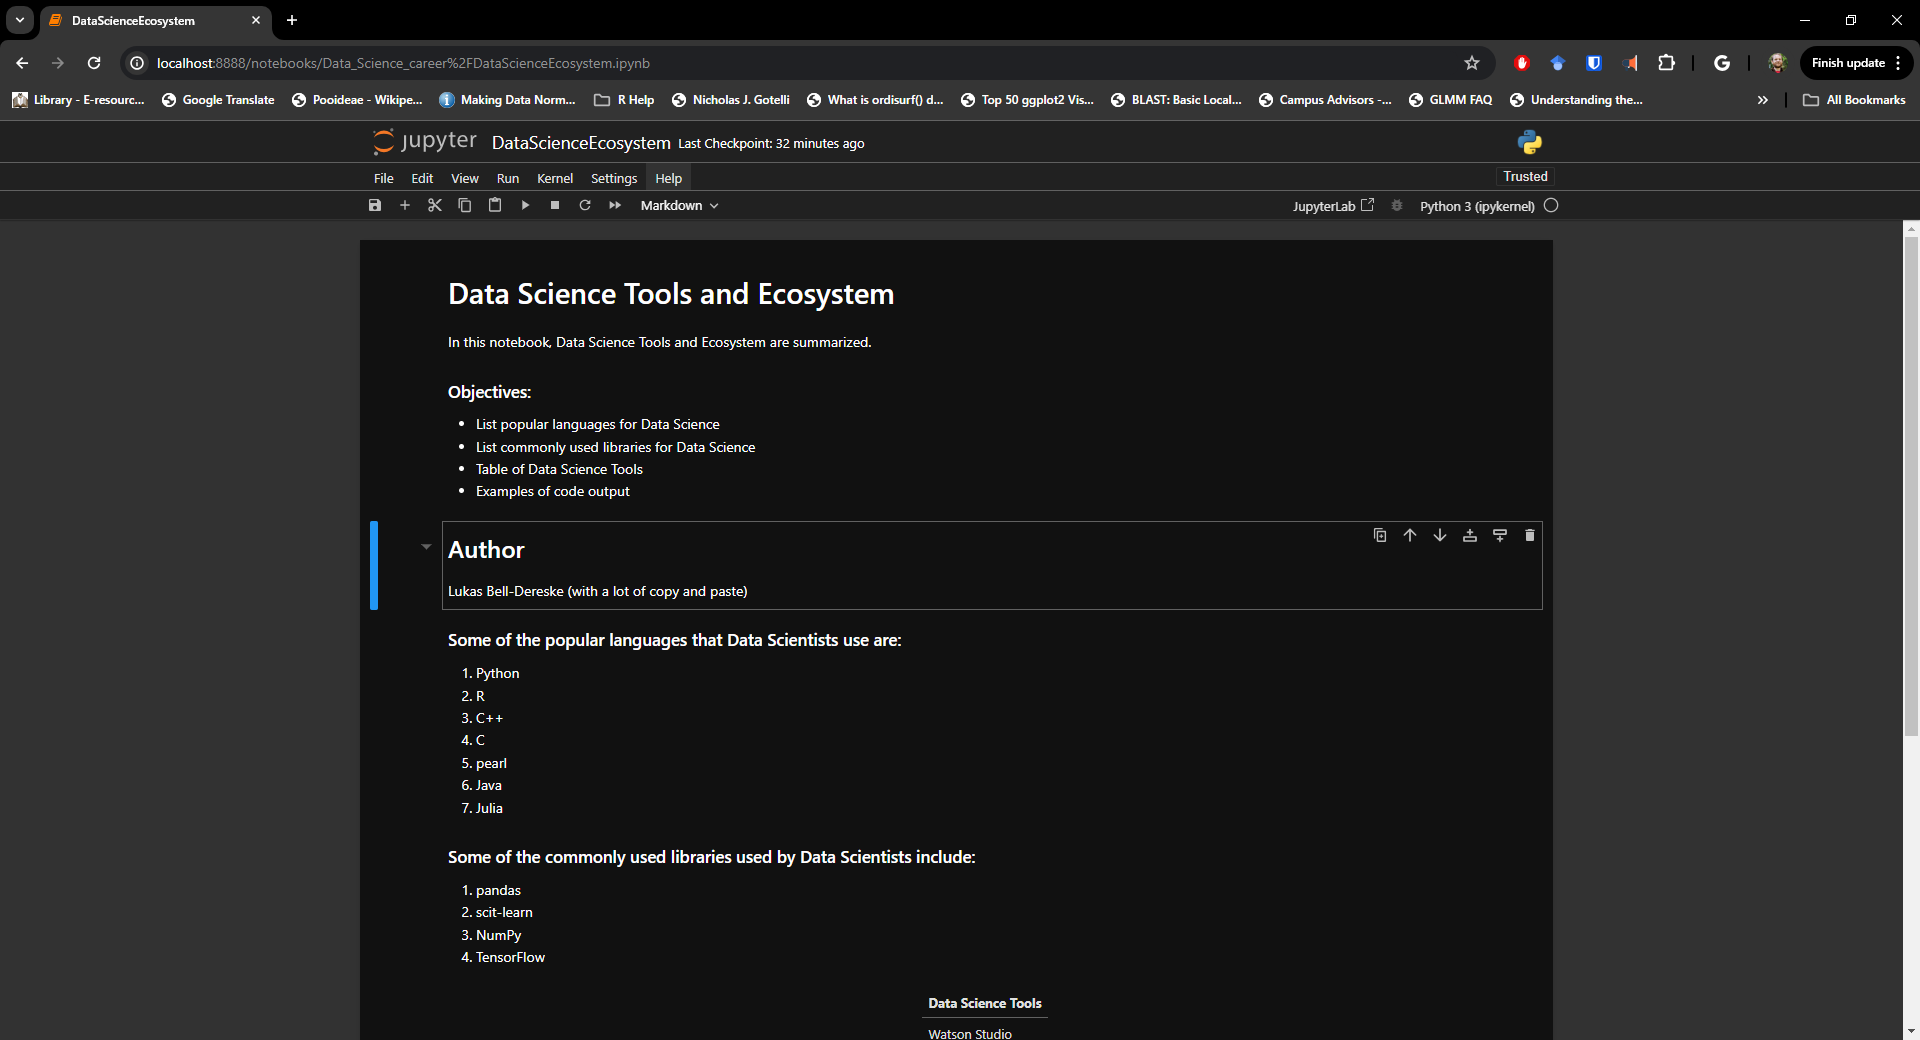 DataScienceEcosystem
localhost:8888/notebooks/Data_Science_career%2FDataScienceEcosystem.ipynb
G
Finish update
Library - E-resourc...
Google Translate
Pooideae - Wikipe...
Making Data Norm...
R Help
Nicholas J. Gotelli
What is ordisurf() d...
Top 50 ggplot2 Vis...
BLAST: Basic Local...
Campus Advisors -...
GLMM FAQ
Understanding the...
All Bookmarks
jupyter DataScienceEcosystem Last Checkpoint: 32 minutes ago
File Edit View Run Kernel Settings Help
Trusted
Markdown
JupyterLab
Python 3 (ipykernel)
Data Science Tools and Ecosystem
In this notebook, Data Science Tools and Ecosystem are summarized.
Objectives:
• List popular languages for Data Science
• List commonly used libraries for Data Science
• Table of Data Science Tools
• Examples of code output
Author
Lukas Bell-Dereske (with a lot of copy and paste)
Some of the popular languages that Data Scientists use are:
1. Python
2. R
3. C++
4. C
5. pearl
6. Java
7. Julia
Some of the commonly used libraries used by Data Scientists include:
1. pandas
2. scit-learn
3. NumPy
4. TensorFlow
Data Science Tools
Watson Studio